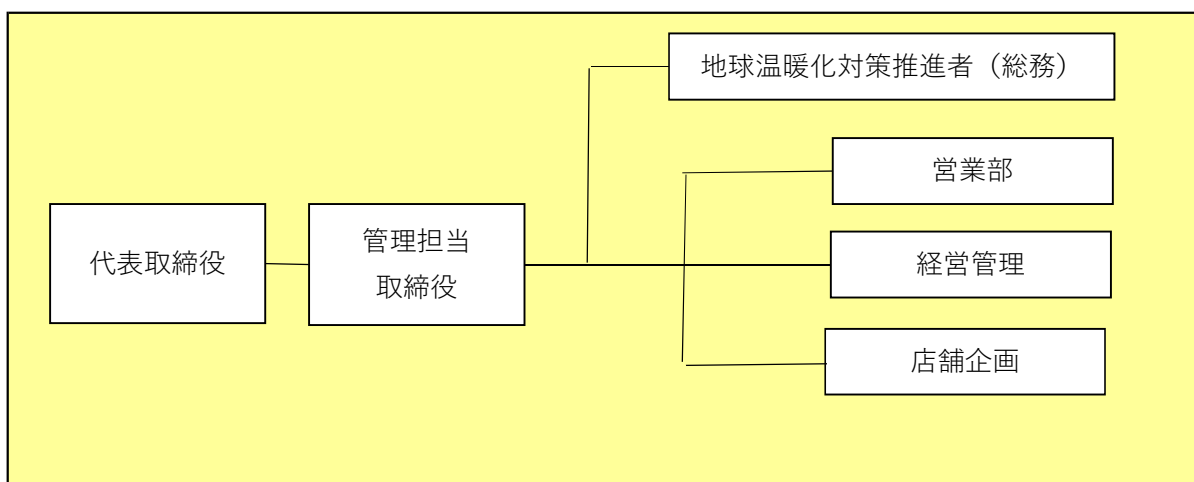 地球温暖化対策推進者（総務）
営業部
代表取締役
管理担当
取締役
経営管理
店舗企画